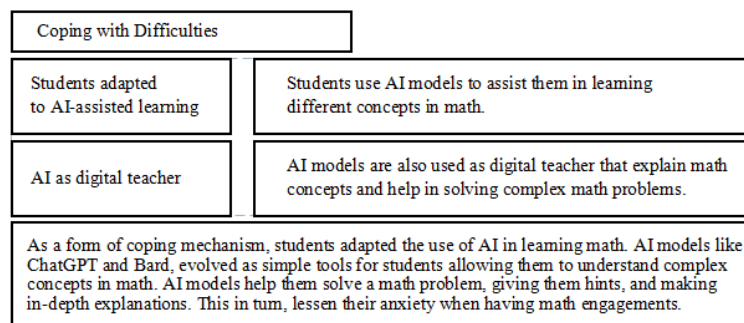 Coping with Difficulties
Students adapted
to AI-assisted learning
Students use AI models to assist them in learning
different concepts in math.
AI as digital teacher
AI models are also used as digital teacher that explain math
concepts and help in solving complex math problems.
As a form of coping mechanism, students adapted the use of AI in learning math. AI models like
ChatGPT and Bard, evolved as simple tools for students allowing them to understand complex
concepts in math. AI models help them solve a math problem, giving them hints, and making
in-depth explanations. This in turn, lessen their anxiety when having math engagements.